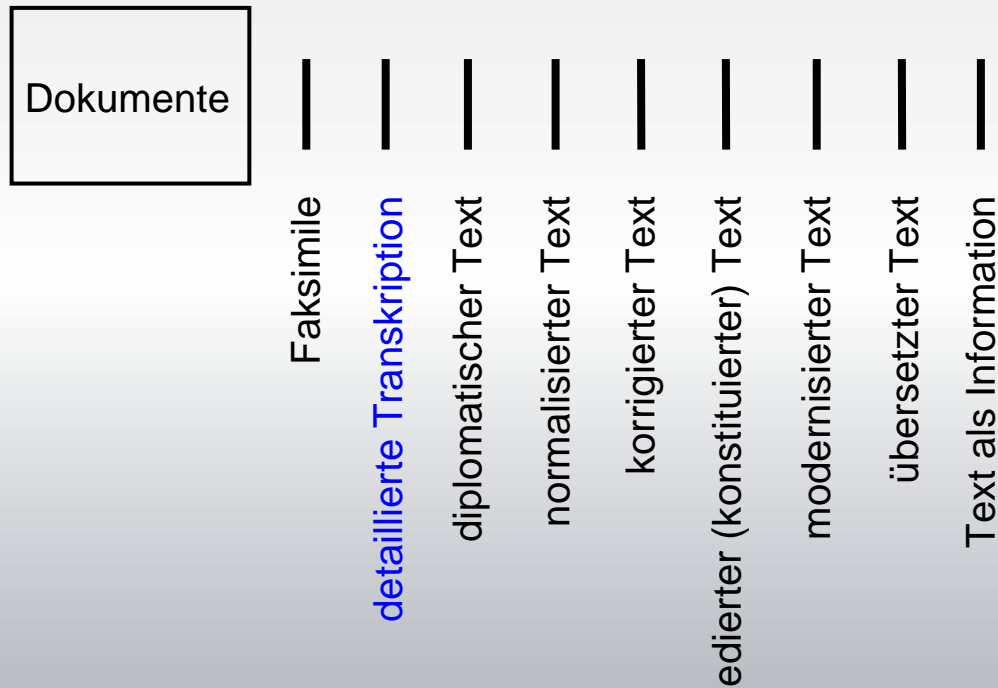 Dokumente
Faksimile
detaillierte Transkription
diplomatischer Text
normalisierter Text
korrigierter Text
edierter (konstituierter) Text
modernisierter Text
übersetzter Text
Text als Information